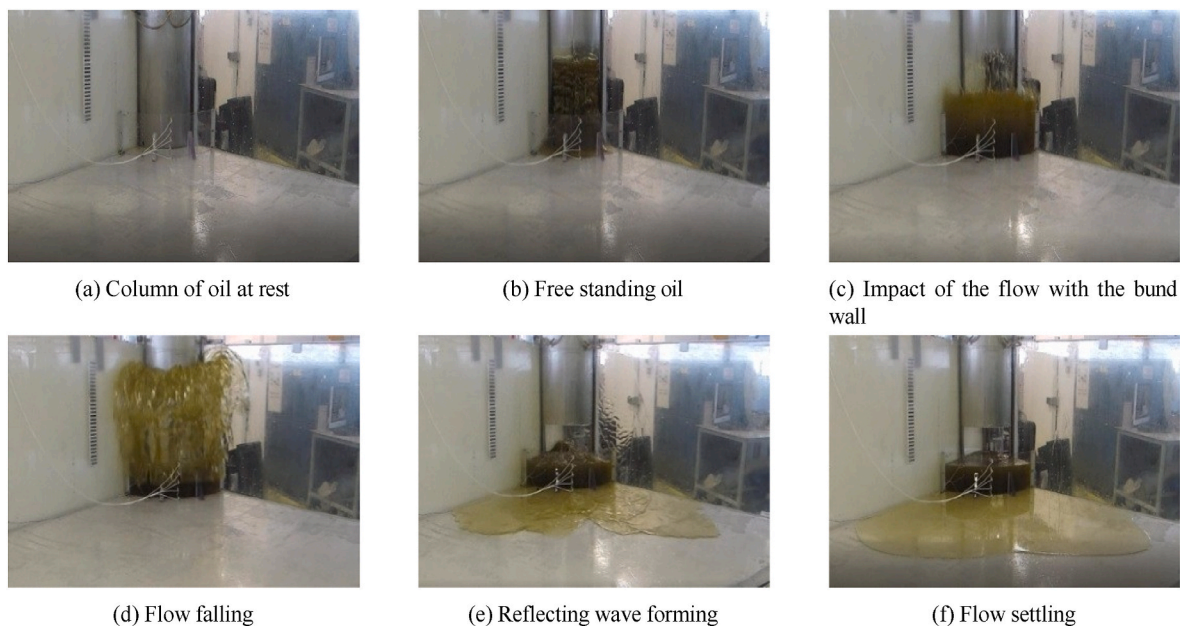 (a) Column of oil at rest
(b) Free standing oil
(c) Impact of the flow with the bund
wall
(d) Flow falling
(e) Reflecting wave forming
(f) Flow settling